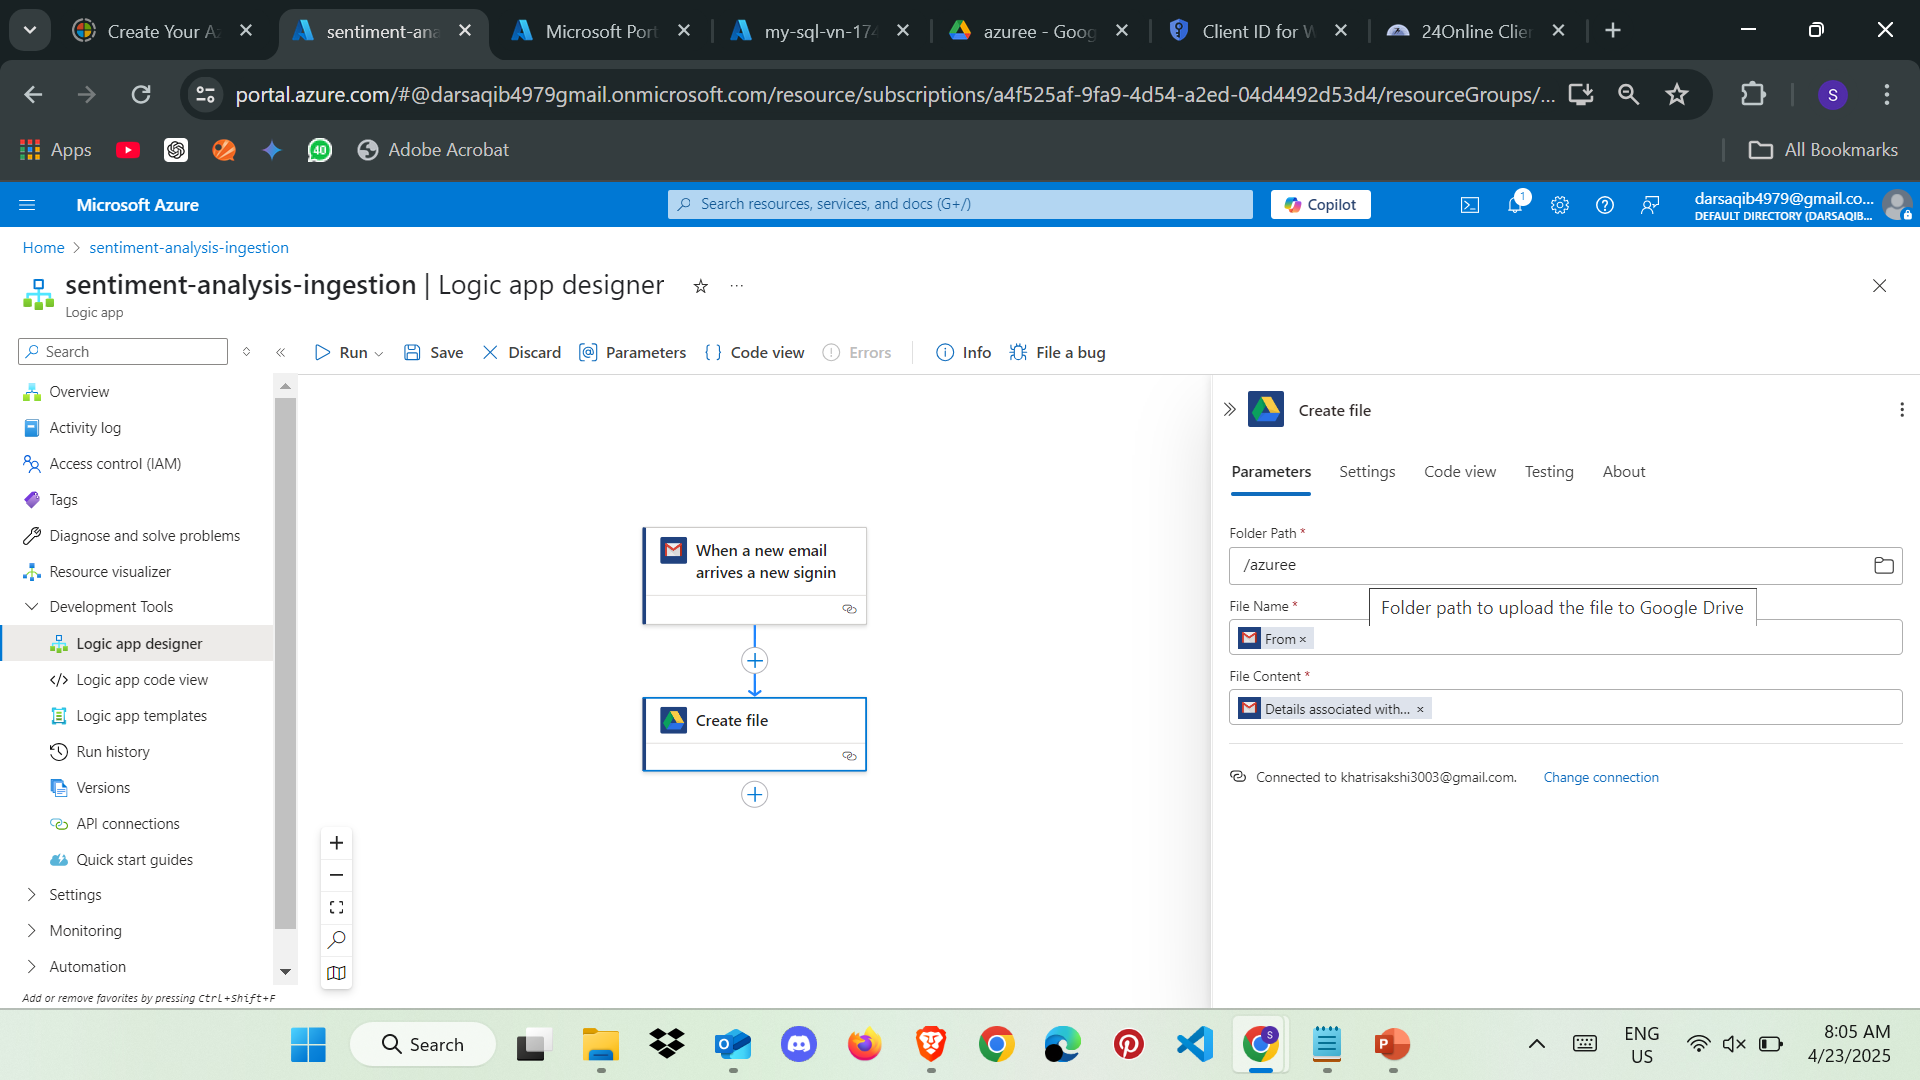 Create Your Az
sentiment-ana
Microsoft Port
my-sql-vn-174
azuree - Goog
Client ID for W
24Online Clien
portal.azure.com/#@darsaqib4979gmail.onmicrosoft.com/resource/subscriptions/a4f525af-9fa9-4d54-a2ed-04d4492d53d4/resourceGroups/...
S
Apps
40
Adobe Acrobat
All Bookmarks
Microsoft Azure
Search resources, services, and docs (G+/)
Copilot
1
darsaqib4979@gmail.co...
DEFAULT DIRECTORY (DARSAQIB...
Home > sentiment-analysis-ingestion
sentiment-analysis-ingestion | Logic app designer
Logic app
Search
Run
Save
Discard
Parameters
Code view
Errors
Info
File a bug
Overview
Activity log
Access control (IAM)
Tags
Diagnose and solve problems
Resource visualizer
Development Tools
Logic app designer
Logic app code view
Logic app templates
Run history
Versions
API connections
Quick start guides
Settings
Monitoring
Automation
Add or remove favorites by pressing Ctrl+Shift+F
When a new email
arrives a new signin
Create file
Create file
Parameters
Settings
Code view
Testing
About
Folder Path *
/azuree
File Name *
Folder path to upload the file to Google Drive
From ×
File Content *
Details associated with... ×
Connected to khatrisakshi3003@gmail.com.
Change connection
Search
ENG
US
8:05 AM
4/23/2025